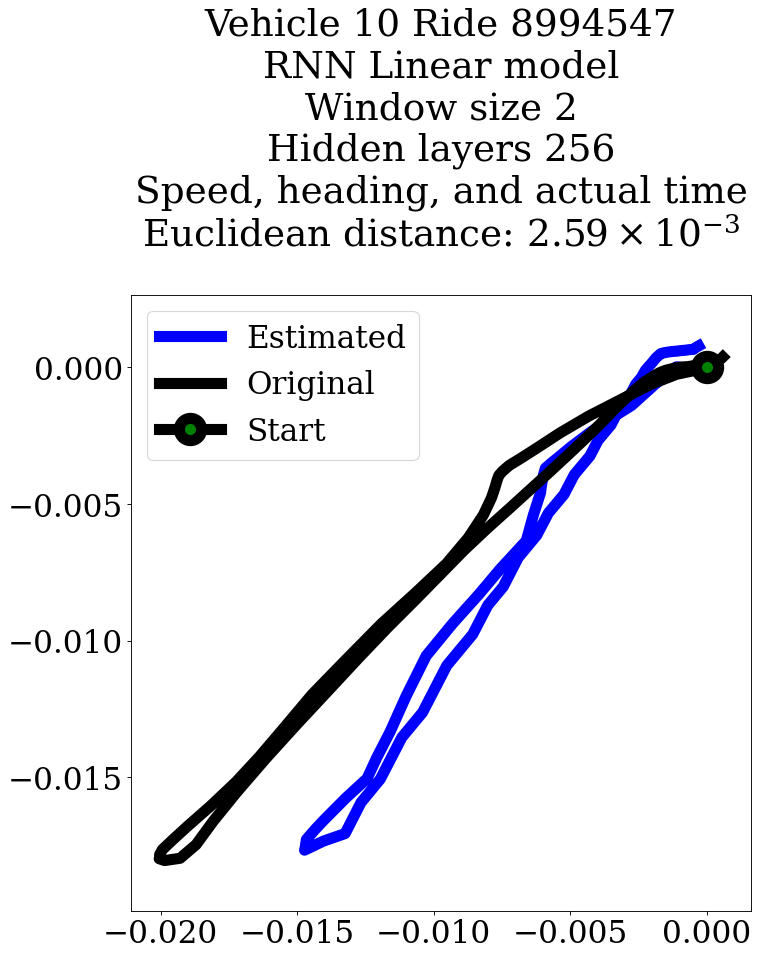 Vehicle 10 Ride 8994547
RNN Linear model
Window size 2
Hidden layers 256
Speed, heading, and actual time
Euclidean distance: 2.59 × 10⁻³
Estimated
Original
Start
0.000
−0.005
−0.010
−0.015
−0.020 −0.015 −0.010 −0.005 0.000